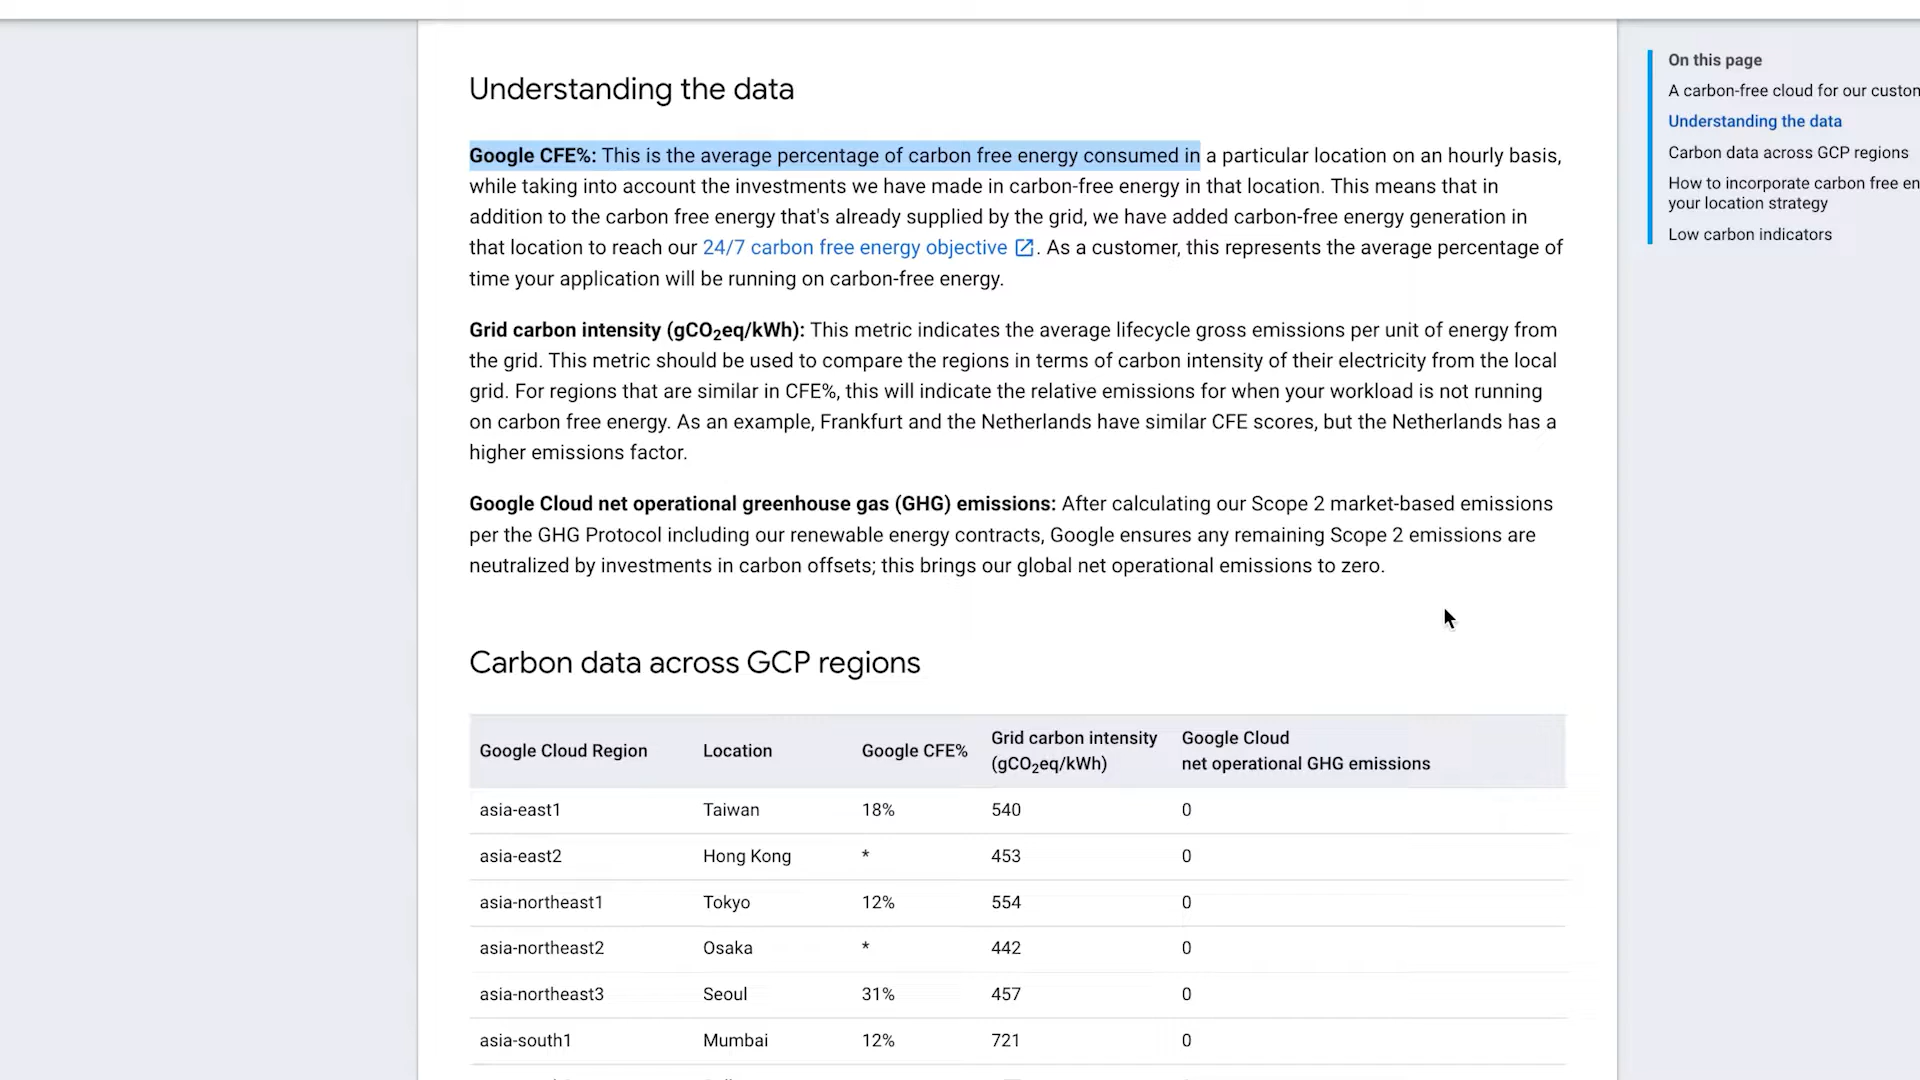 Understanding the data
Google CFE%: This is the average percentage of carbon free energy consumed in a particular location on an hourly basis,
while taking into account the investments we have made in carbon-free energy in that location. This means that in
addition to the carbon free energy that's already supplied by the grid, we have added carbon-free energy generation in
that location to reach our 24/7 carbon free energy objective. As a customer, this represents the average percentage of
time your application will be running on carbon-free energy.
Grid carbon intensity (gCO₂eq/kWh): This metric indicates the average lifecycle gross emissions per unit of energy from
the grid. This metric should be used to compare the regions in terms of carbon intensity of their electricity from the local
grid. For regions that are similar in CFE%, this will indicate the relative emissions for when your workload is not running
on carbon free energy. As an example, Frankfurt and the Netherlands have similar CFE scores, but the Netherlands has a
higher emissions factor.
Google Cloud net operational greenhouse gas (GHG) emissions: After calculating our Scope 2 market-based emissions
per the GHG Protocol including our renewable energy contracts, Google ensures any remaining Scope 2 emissions are
neutralized by investments in carbon offsets; this brings our global net operational emissions to zero.
Carbon data across GCP regions
Google Cloud Region Location Google CFE% Grid carbon intensity (gCO₂eq/kWh) Google Cloud net operational GHG emissions
asia-east1 Taiwan 18% 540 0
asia-east2 Hong Kong * 453 0
asia-northeast1 Tokyo 12% 554 0
asia-northeast2 Osaka * 442 0
asia-northeast3 Seoul 31% 457 0
asia-south1 Mumbai 12% 721 0
On this page
A carbon-free cloud for our custom
Understanding the data
Carbon data across GCP regions
How to incorporate carbon free en
your location strategy
Low carbon indicators